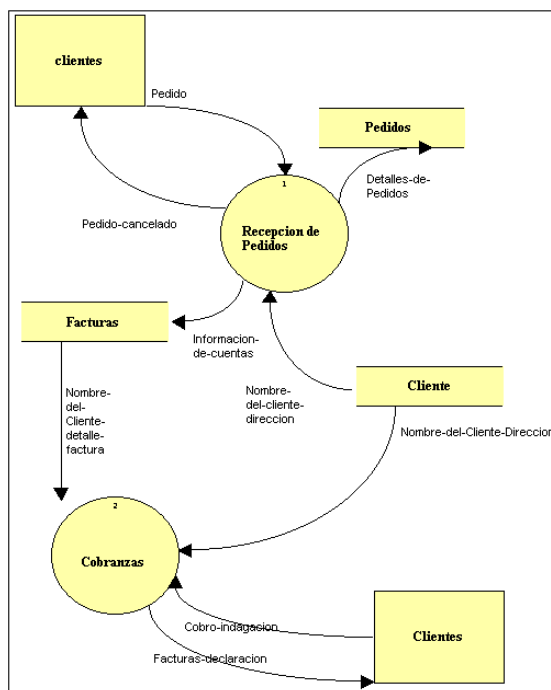 clientes
Pedido
Pedidos
Detalles-de-
Pedidos
1
Recepcion de
Pedidos
Pedido-cancelado
Facturas
Informacion-
de-cuentas
Nombre-
del-cliente-
direccion
Cliente
Nombre-del-Cliente-Direccion
Nombre-
del-
Cliente-
detalle-
factura
2
Cobranzas
Cobro-indagacion
Facturas-declaracion
Clientes